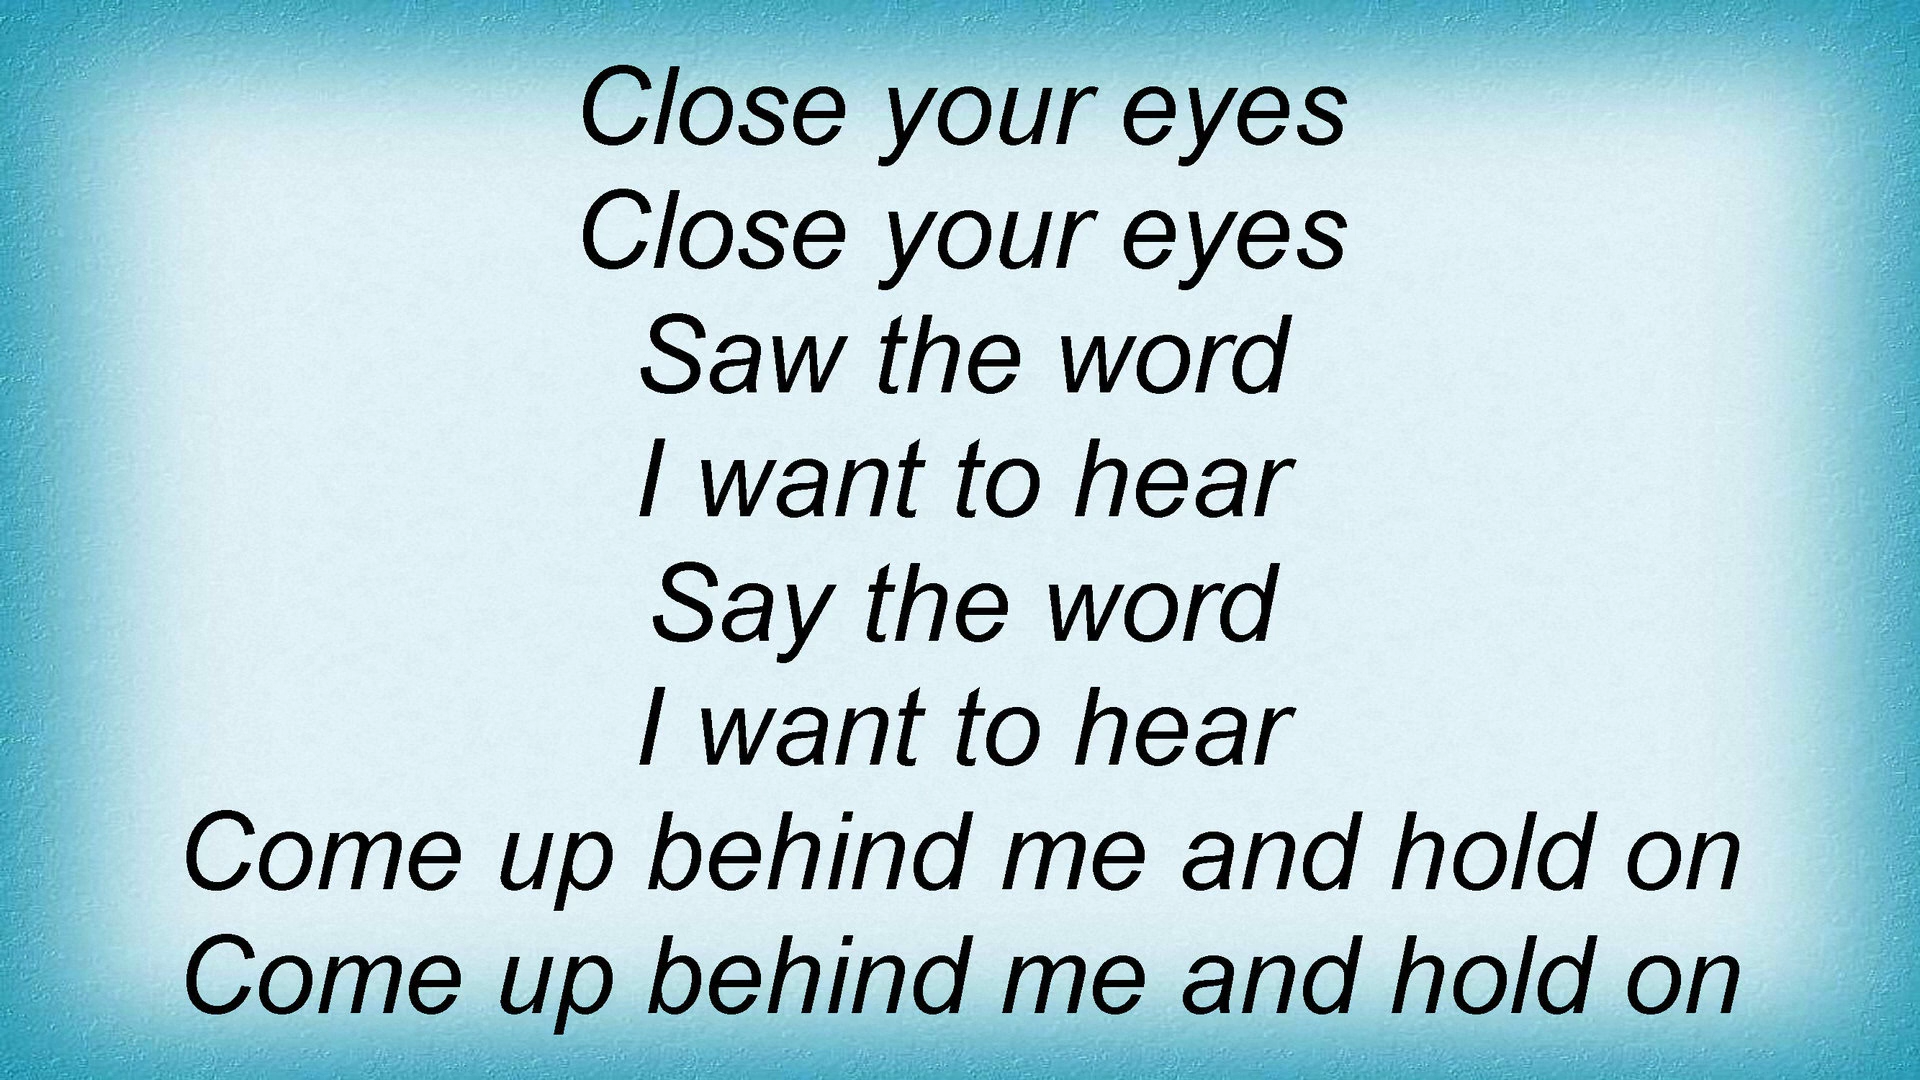 Close your eyes
Close your eyes
Saw the word
I want to hear
Say the word
I want to hear
Come up behind me and hold on
Come up behind me and hold on